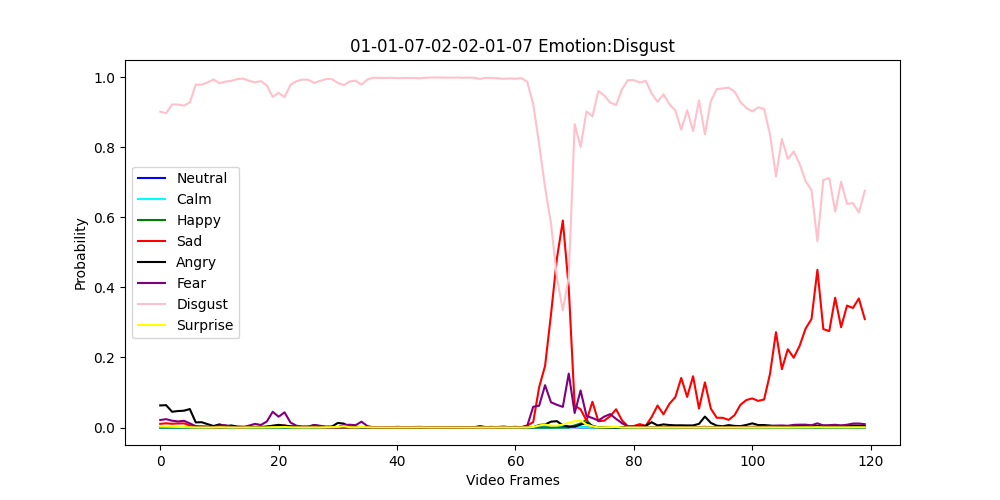 01-01-07-02-02-01-07 Emotion:Disgust
1.0
0.8
0.6
0.4
0.2
0.0
Probability
Neutral
Calm
Happy
Sad
Angry
Fear
Disgust
Surprise
0 20 40 60 80 100 120
Video Frames